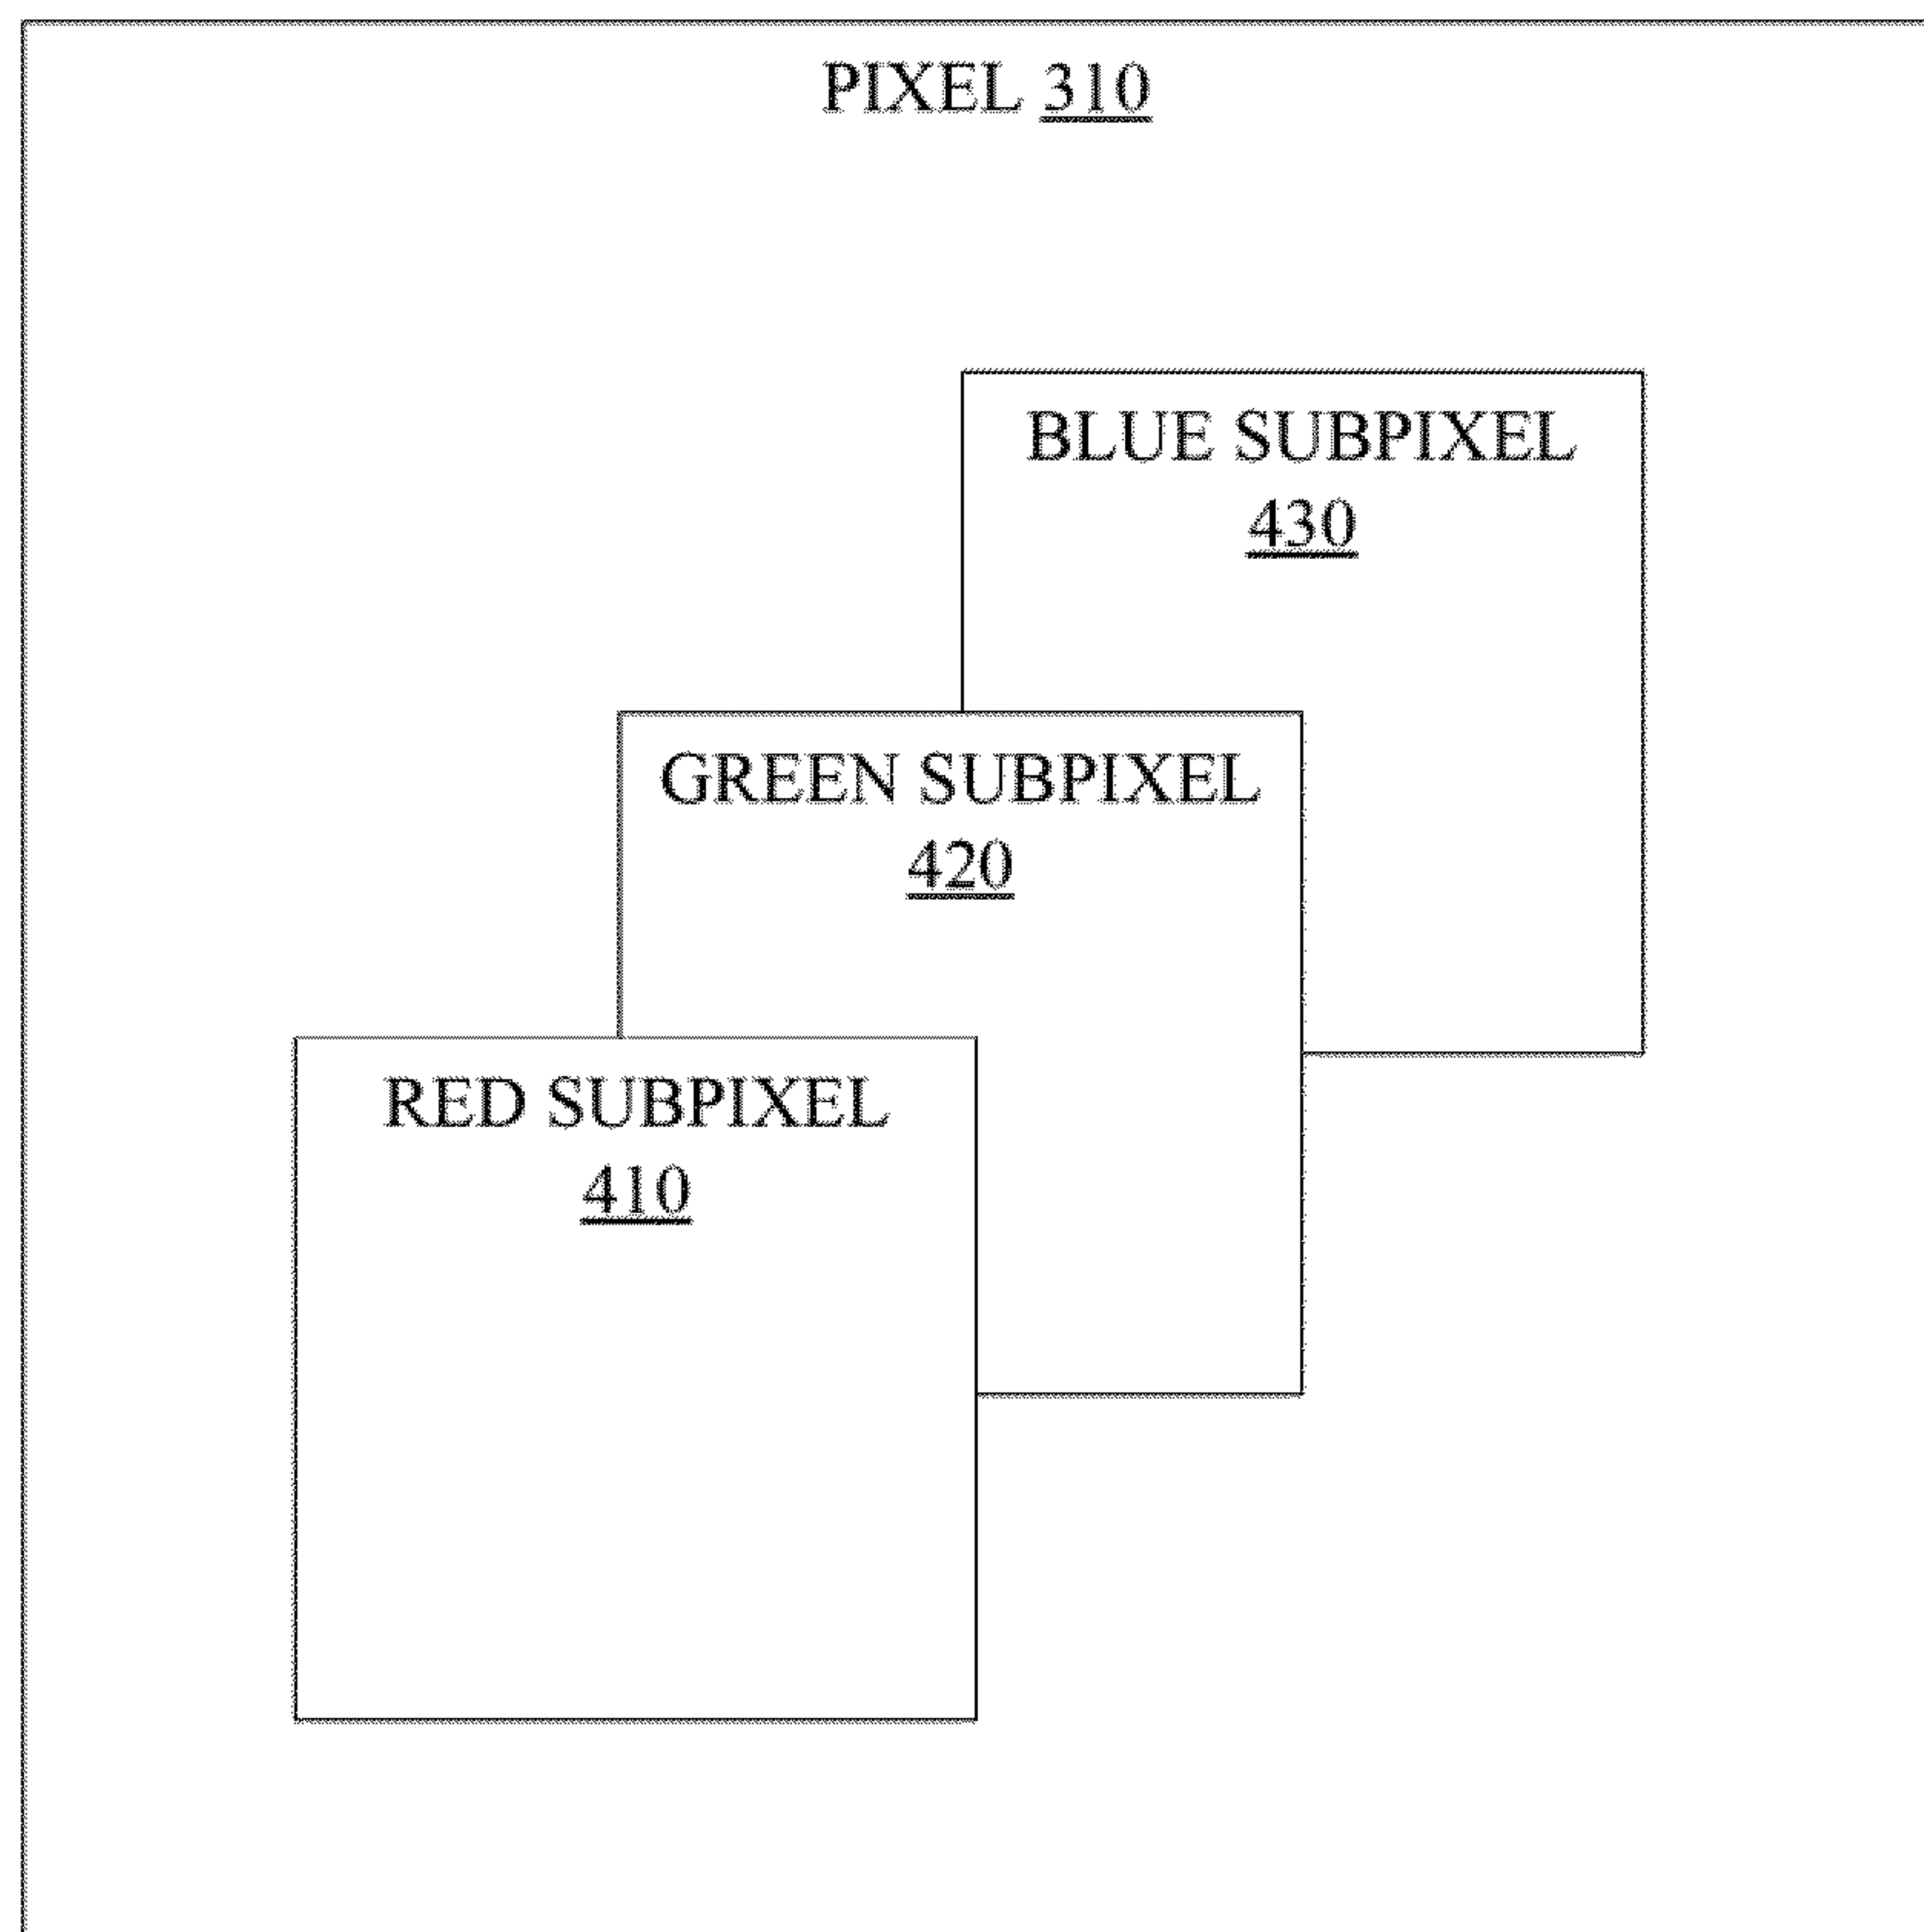 PIXEL 310
BLUE SUBPIXEL
430
GREEN SUBPIXEL
420
RED SUBPIXEL
410